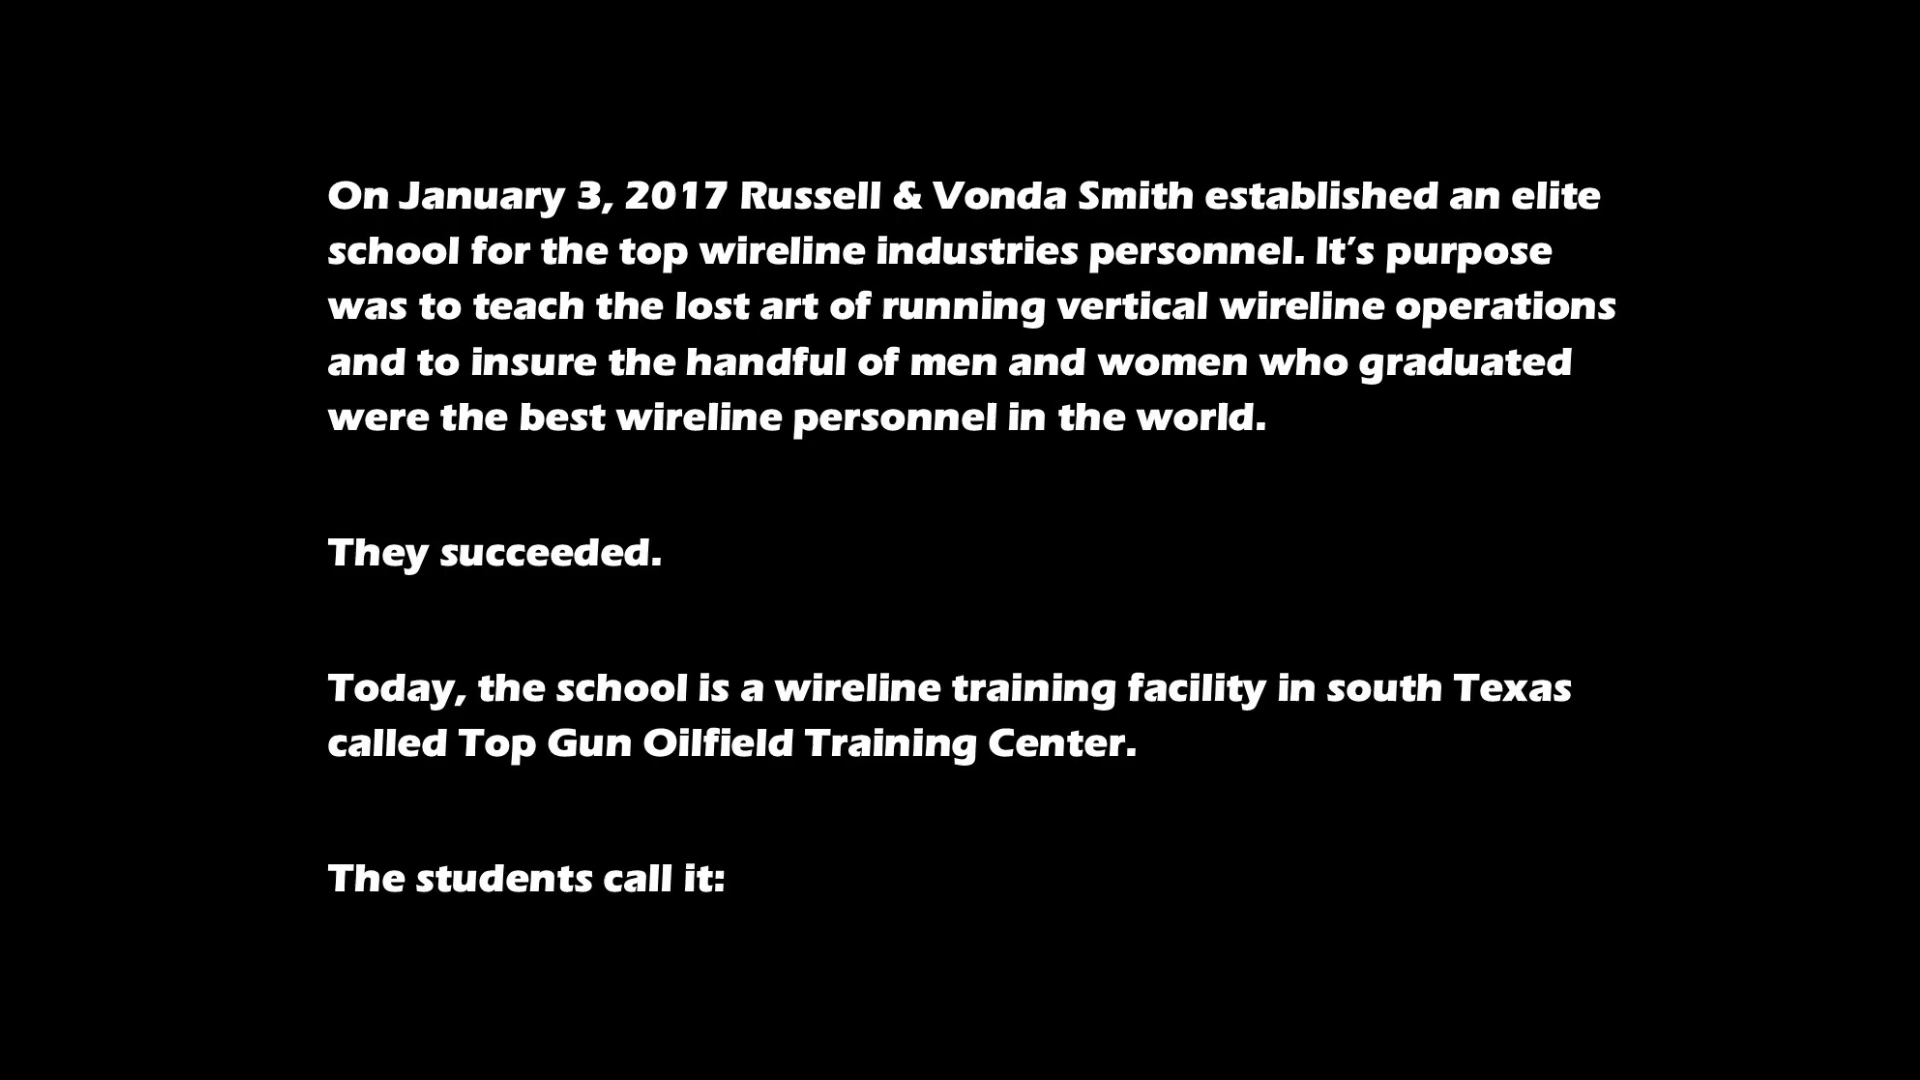 On January 3, 2017 Russell & Vonda Smith established an elite
school for the top wireline industries personnel. It’s purpose
was to teach the lost art of running vertical wireline operations
and to insure the handful of men and women who graduated
were the best wireline personnel in the world.
They succeeded.
Today, the school is a wireline training facility in south Texas
called Top Gun Oilfield Training Center.
The students call it: